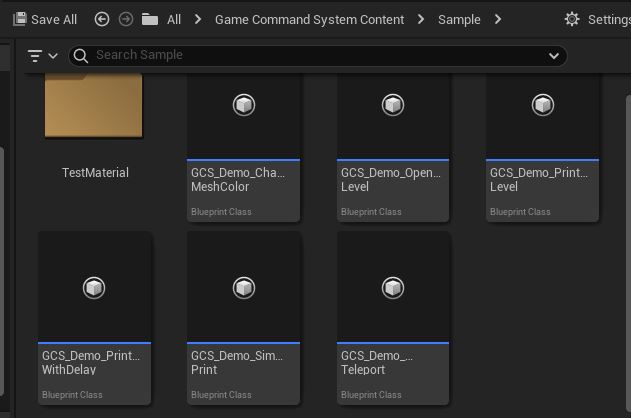 Save All All Game Command System Content Sample Settings
Search Sample
TestMaterial
GCS_Demo_Cha...
MeshColor
Blueprint Class
GCS_Demo_Open...
Level
Blueprint Class
GCS_Demo_Print...
Level
Blueprint Class
GCS_Demo_Print...
WithDelay
Blueprint Class
GCS_Demo_Sim...
Print
Blueprint Class
GCS_Demo_...
Teleport
Blueprint Class